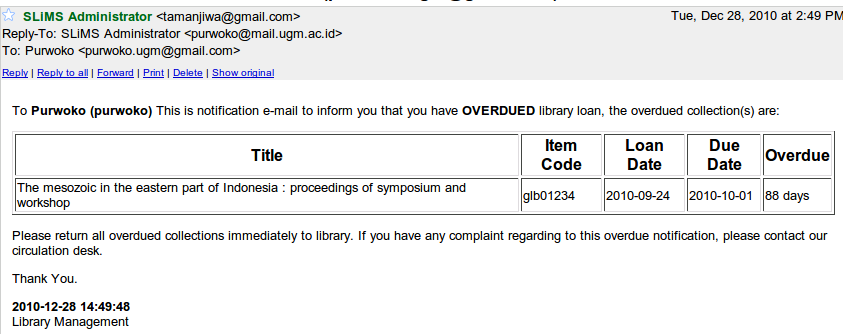 SLiMS Administrator <tamanjiwa@gmail.com> Tue, Dec 28, 2010 at 2:49 PM
Reply-To: SLiMS Administrator <purwoko@mail.ugm.ac.id>
To: Purwoko <purwoko.ugm@gmail.com>
Reply | Reply to all | Forward | Print | Delete | Show original
To Purwoko (purwoko) This is notification e-mail to inform you that you have OVERDUED library loan, the overdued collection(s) are:
Title Item Code Loan Date Due Date Overdue
The mesozoic in the eastern part of Indonesia : proceedings of symposium and
workshop glb01234 2010-09-24 2010-10-01 88 days
Please return all overdued collections immediately to library. If you have any complaint regarding to this overdue notification, please contact our
circulation desk.
Thank You.
2010-12-28 14:49:48
Library Management